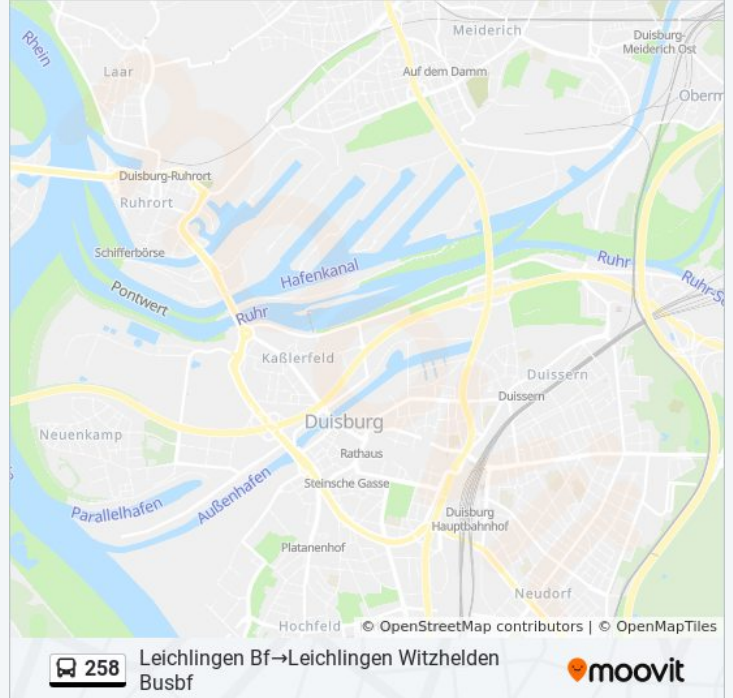 Rhein
Meiderich
Duisburg-
Meiderich Ost
Laar
Auf dem Damm
Duisburg-Ruhrort
Ruhrort
Schifferbörse
Hafenkanal
Ruhr
Pontwert
Ruhr
Kaßlerfeld
Duissern
Duissern
Duisburg
Neuenkamp
Rathaus
Steinsche Gasse
Außenhafen
Parallelhafen
Duisburg
Hauptbahnhof
Platanenhof
Neudorf
Hochfeld
© OpenStreetMap contributors | © OpenMapTiles
258
Leichlingen Bf→Leichlingen Witzhelden
Busbf
moovit